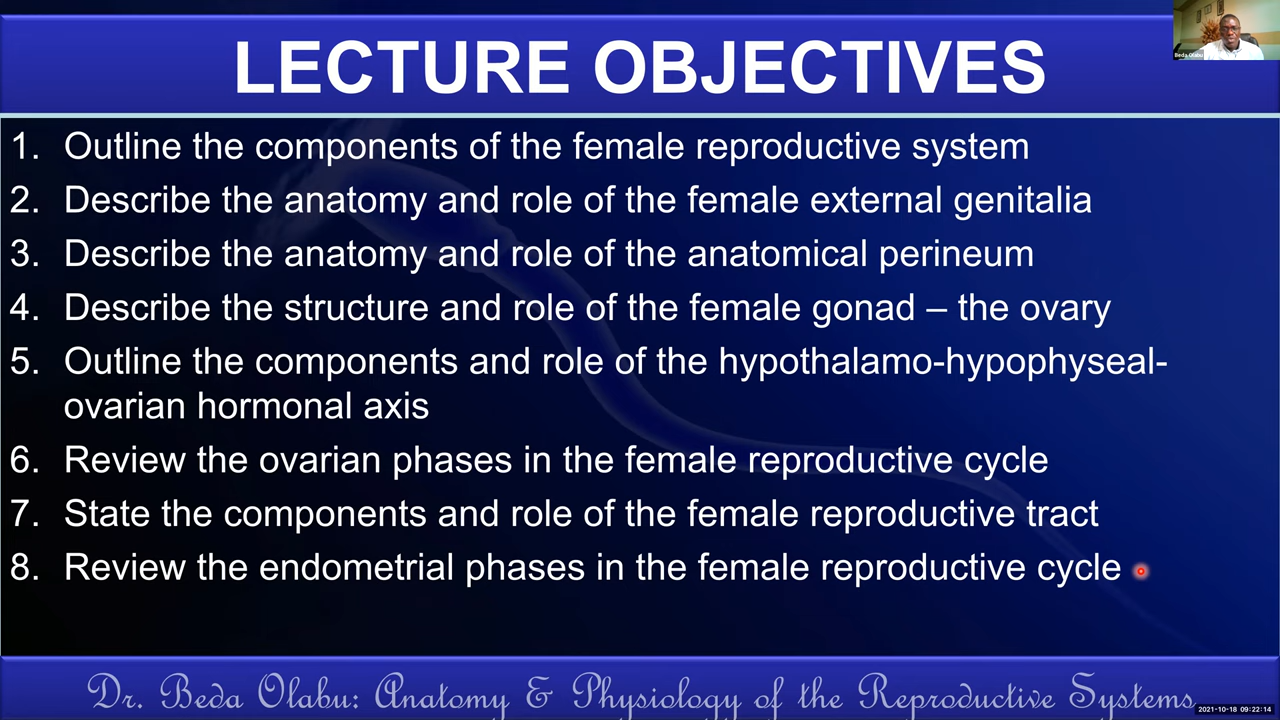 LECTURE OBJECTIVES
Beda Olabu
1. Outline the components of the female reproductive system
2. Describe the anatomy and role of the female external genitalia
3. Describe the anatomy and role of the anatomical perineum
4. Describe the structure and role of the female gonad – the ovary
5. Outline the components and role of the hypothalamo-hypophyseal-
ovarian hormonal axis
6. Review the ovarian phases in the female reproductive cycle
7. State the components and role of the female reproductive tract
8. Review the endometrial phases in the female reproductive cycle
Dr. Beda Olabu: Anatomy & Physiology of the Reproductive Systems
2021-10-18 09:22:14